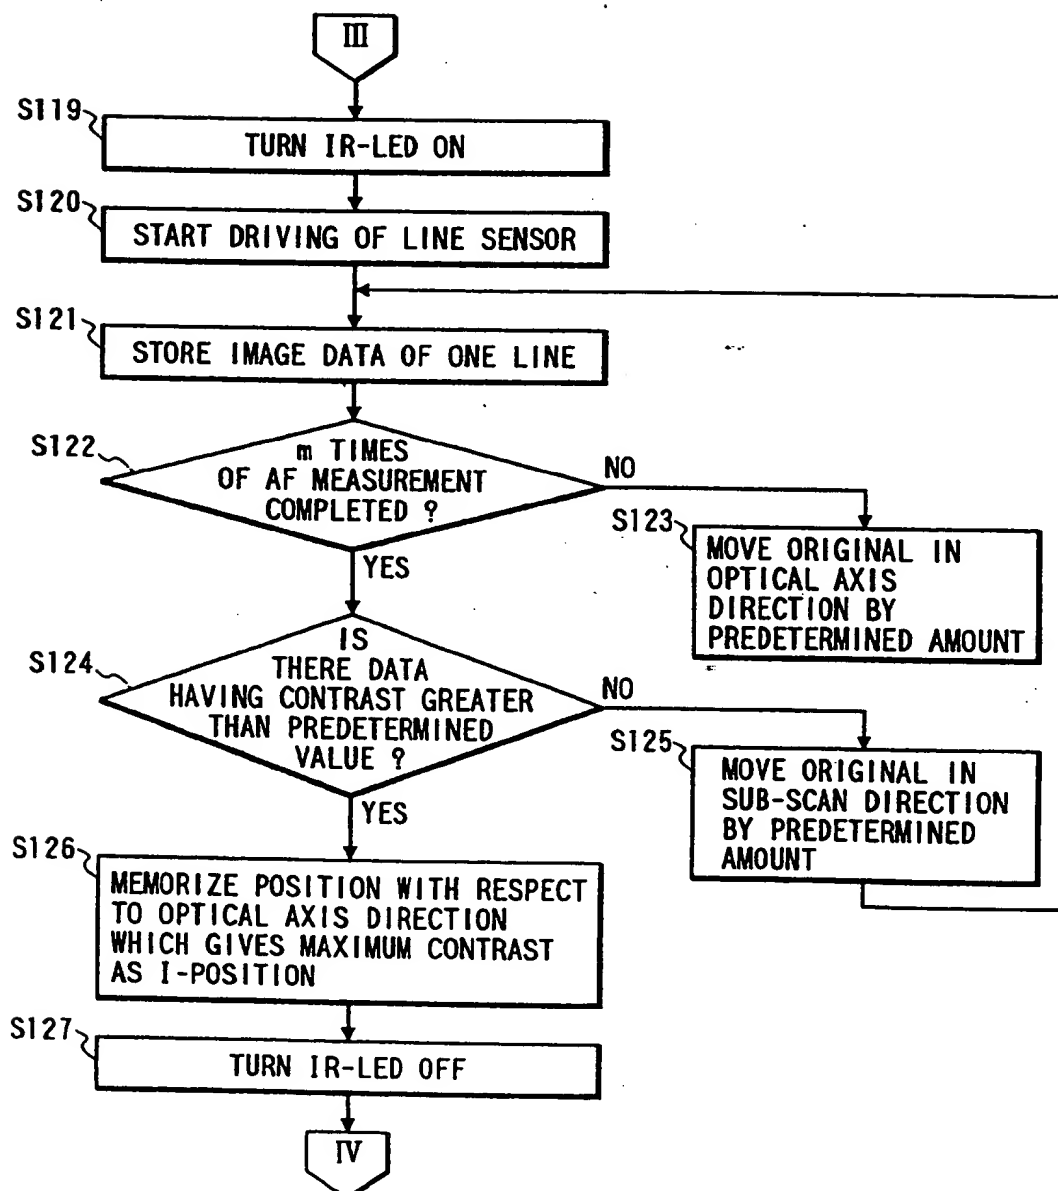 III
S119
TURN IR-LED ON
S120
START DRIVING OF LINE SENSOR
S121
STORE IMAGE DATA OF ONE LINE
S122
m TIMES
OF AF MEASUREMENT
COMPLETED ?
NO
YES
S123
MOVE ORIGINAL IN
OPTICAL AXIS
DIRECTION BY
PREDETERMINED AMOUNT
S124
IS
THERE DATA
HAVING CONTRAST GREATER
THAN PREDETERMINED
VALUE ?
NO
YES
S125
MOVE ORIGINAL IN
SUB-SCAN DIRECTION
BY PREDETERMINED
AMOUNT
S126
MEMORIZE POSITION WITH RESPECT
TO OPTICAL AXIS DIRECTION
WHICH GIVES MAXIMUM CONTRAST
AS I-POSITION
S127
TURN IR-LED OFF
IV